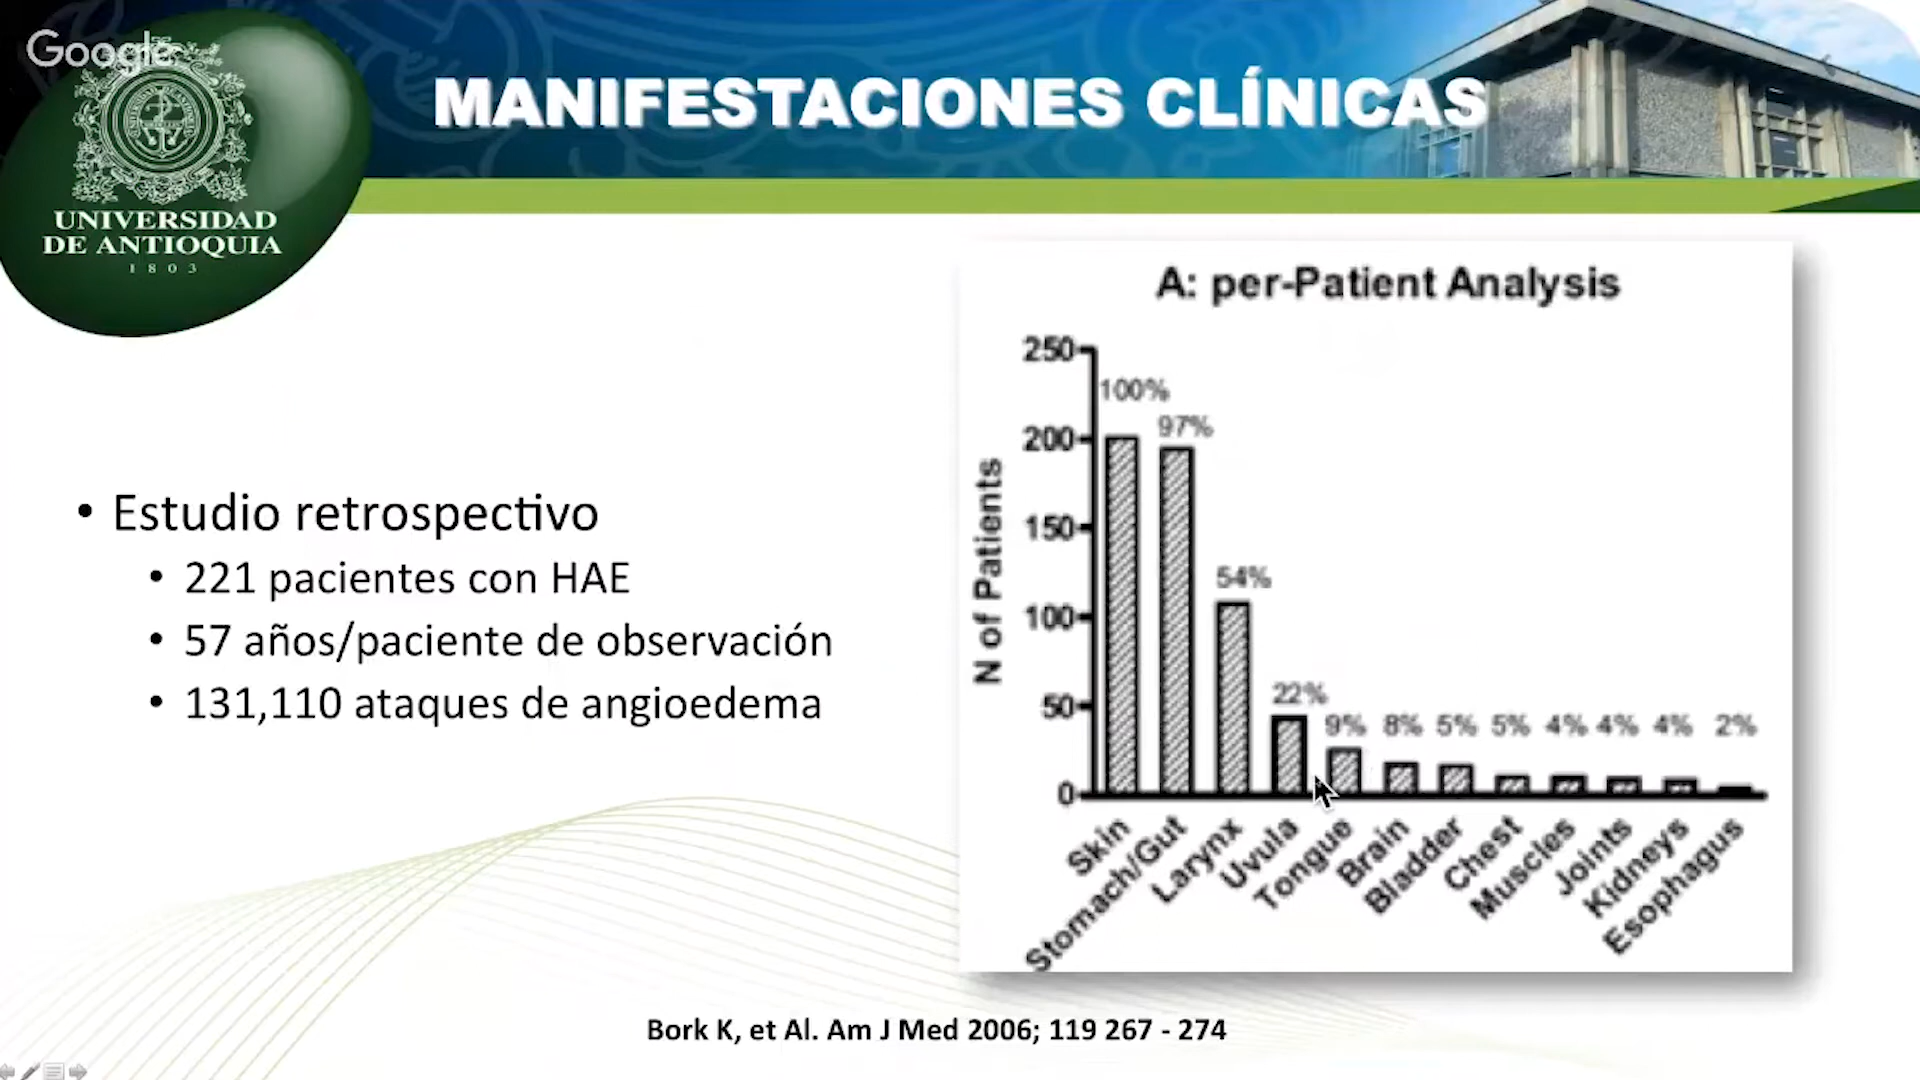 Google
MANIFESTACIONES CLÍNICAS
UNIVERSIDAD
DE ANTIOQUIA
1803
• Estudio retrospectivo
• 221 pacientes con HAE
• 57 años/paciente de observación
• 131,110 ataques de angioedema
A: per-Patient Analysis
N of Patients
250
200
150
100
50
0
100%
97%
54%
22%
9%
8%
5%
5%
4%
4%
4%
2%
Skin
Stomach/Gut
Larynx
Uvula
Tongue
Brain
Bladder
Chest
Muscles
Joints
Kidneys
Esophagus
Bork K, et Al. Am J Med 2006; 119 267 - 274